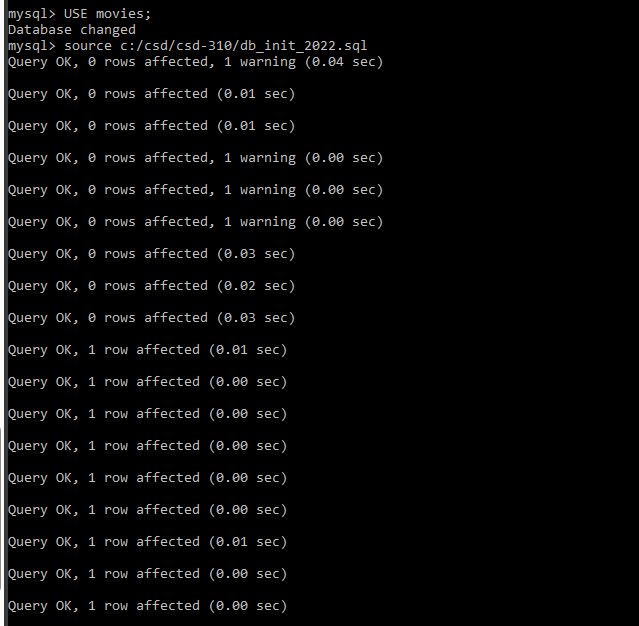 mysql> USE movies;
Database changed
mysql> source c:/csd/csd-310/db_init_2022.sql
Query OK, 0 rows affected, 1 warning (0.04 sec)
Query OK, 0 rows affected (0.01 sec)
Query OK, 0 rows affected (0.01 sec)
Query OK, 0 rows affected, 1 warning (0.00 sec)
Query OK, 0 rows affected, 1 warning (0.00 sec)
Query OK, 0 rows affected, 1 warning (0.00 sec)
Query OK, 0 rows affected (0.03 sec)
Query OK, 0 rows affected (0.02 sec)
Query OK, 0 rows affected (0.03 sec)
Query OK, 1 row affected (0.01 sec)
Query OK, 1 row affected (0.00 sec)
Query OK, 1 row affected (0.00 sec)
Query OK, 1 row affected (0.00 sec)
Query OK, 1 row affected (0.00 sec)
Query OK, 1 row affected (0.00 sec)
Query OK, 1 row affected (0.01 sec)
Query OK, 1 row affected (0.00 sec)
Query OK, 1 row affected (0.00 sec)